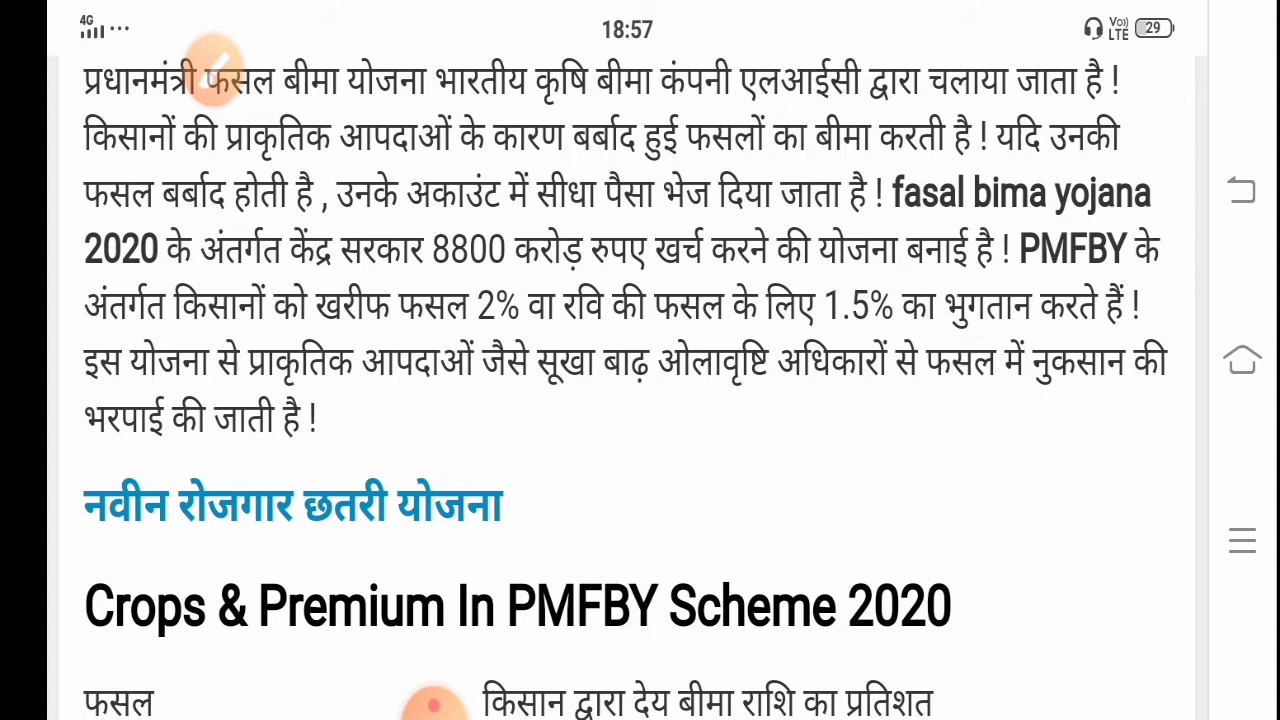 4G 18:57 Vo)) LTE 29
प्रधानमंत्री फसल बीमा योजना भारतीय कृषि बीमा कंपनी एलआईसी द्वारा चलाया जाता है !
किसानों की प्राकृतिक आपदाओं के कारण बर्बाद हुई फसलों का बीमा करती है ! यदि उनकी
फसल बर्बाद होती है , उनके अकाउंट में सीधा पैसा भेज दिया जाता है ! fasal bima yojana
2020 के अंतर्गत केंद्र सरकार 8800 करोड़ रुपए खर्च करने की योजना बनाई है ! PMFBY के
अंतर्गत किसानों को खरीफ फसल 2% वा रवि की फसल के लिए 1.5% का भुगतान करते हैं !
इस योजना से प्राकृतिक आपदाओं जैसे सूखा बाढ़ ओलावृष्टि अधिकारों से फसल में नुकसान की
भरपाई की जाती है !
नवीन रोजगार छतरी योजना
Crops & Premium In PMFBY Scheme 2020
फसल किसान द्वारा देय बीमा राशि का प्रतिशत